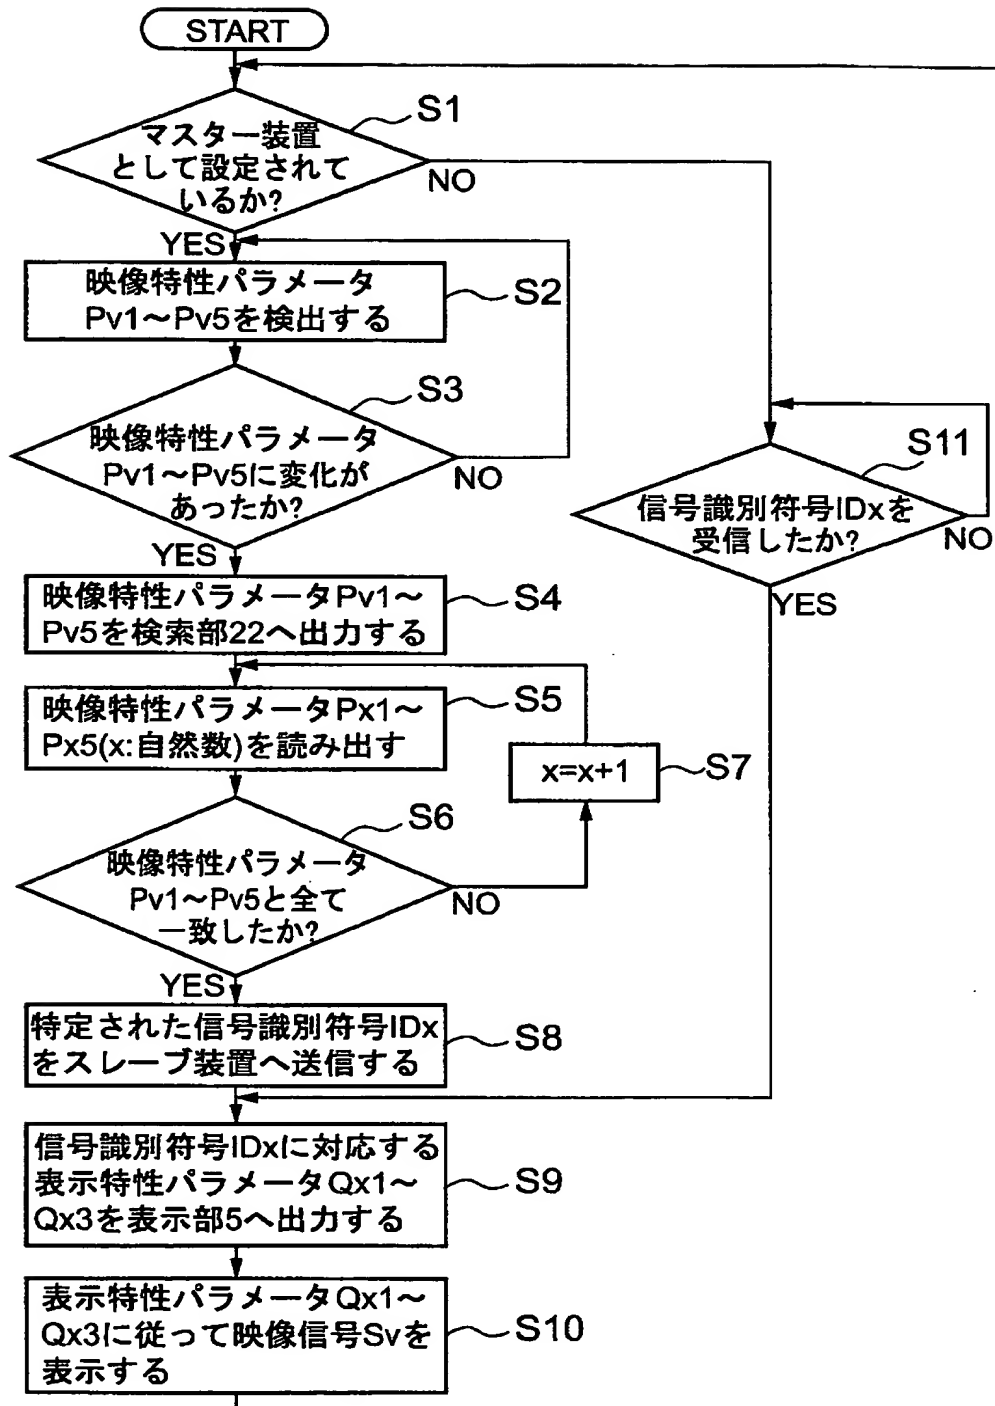 START
S1
マスター装置
として設定されて
いるか?
NO
YES
映像特性パラメータ
Pv1～Pv5を検出する
S2
S3
映像特性パラメータ
Pv1～Pv5に変化が
あったか?
NO
YES
S11
信号識別符号IDxを
受信したか?
NO
YES
映像特性パラメータPv1～
Pv5を検索部22へ出力する
S4
映像特性パラメータPx1～
Px5(x:自然数)を読み出す
S5
x=x+1
S7
S6
映像特性パラメータ
Pv1～Pv5と全て
一致したか?
NO
YES
特定された信号識別符号IDx
をスレーブ装置へ送信する
S8
信号識別符号IDxに対応する
表示特性パラメータQx1～
Qx3を表示部5へ出力する
S9
表示特性パラメータQx1～
Qx3に従って映像信号Svを
表示する
S10